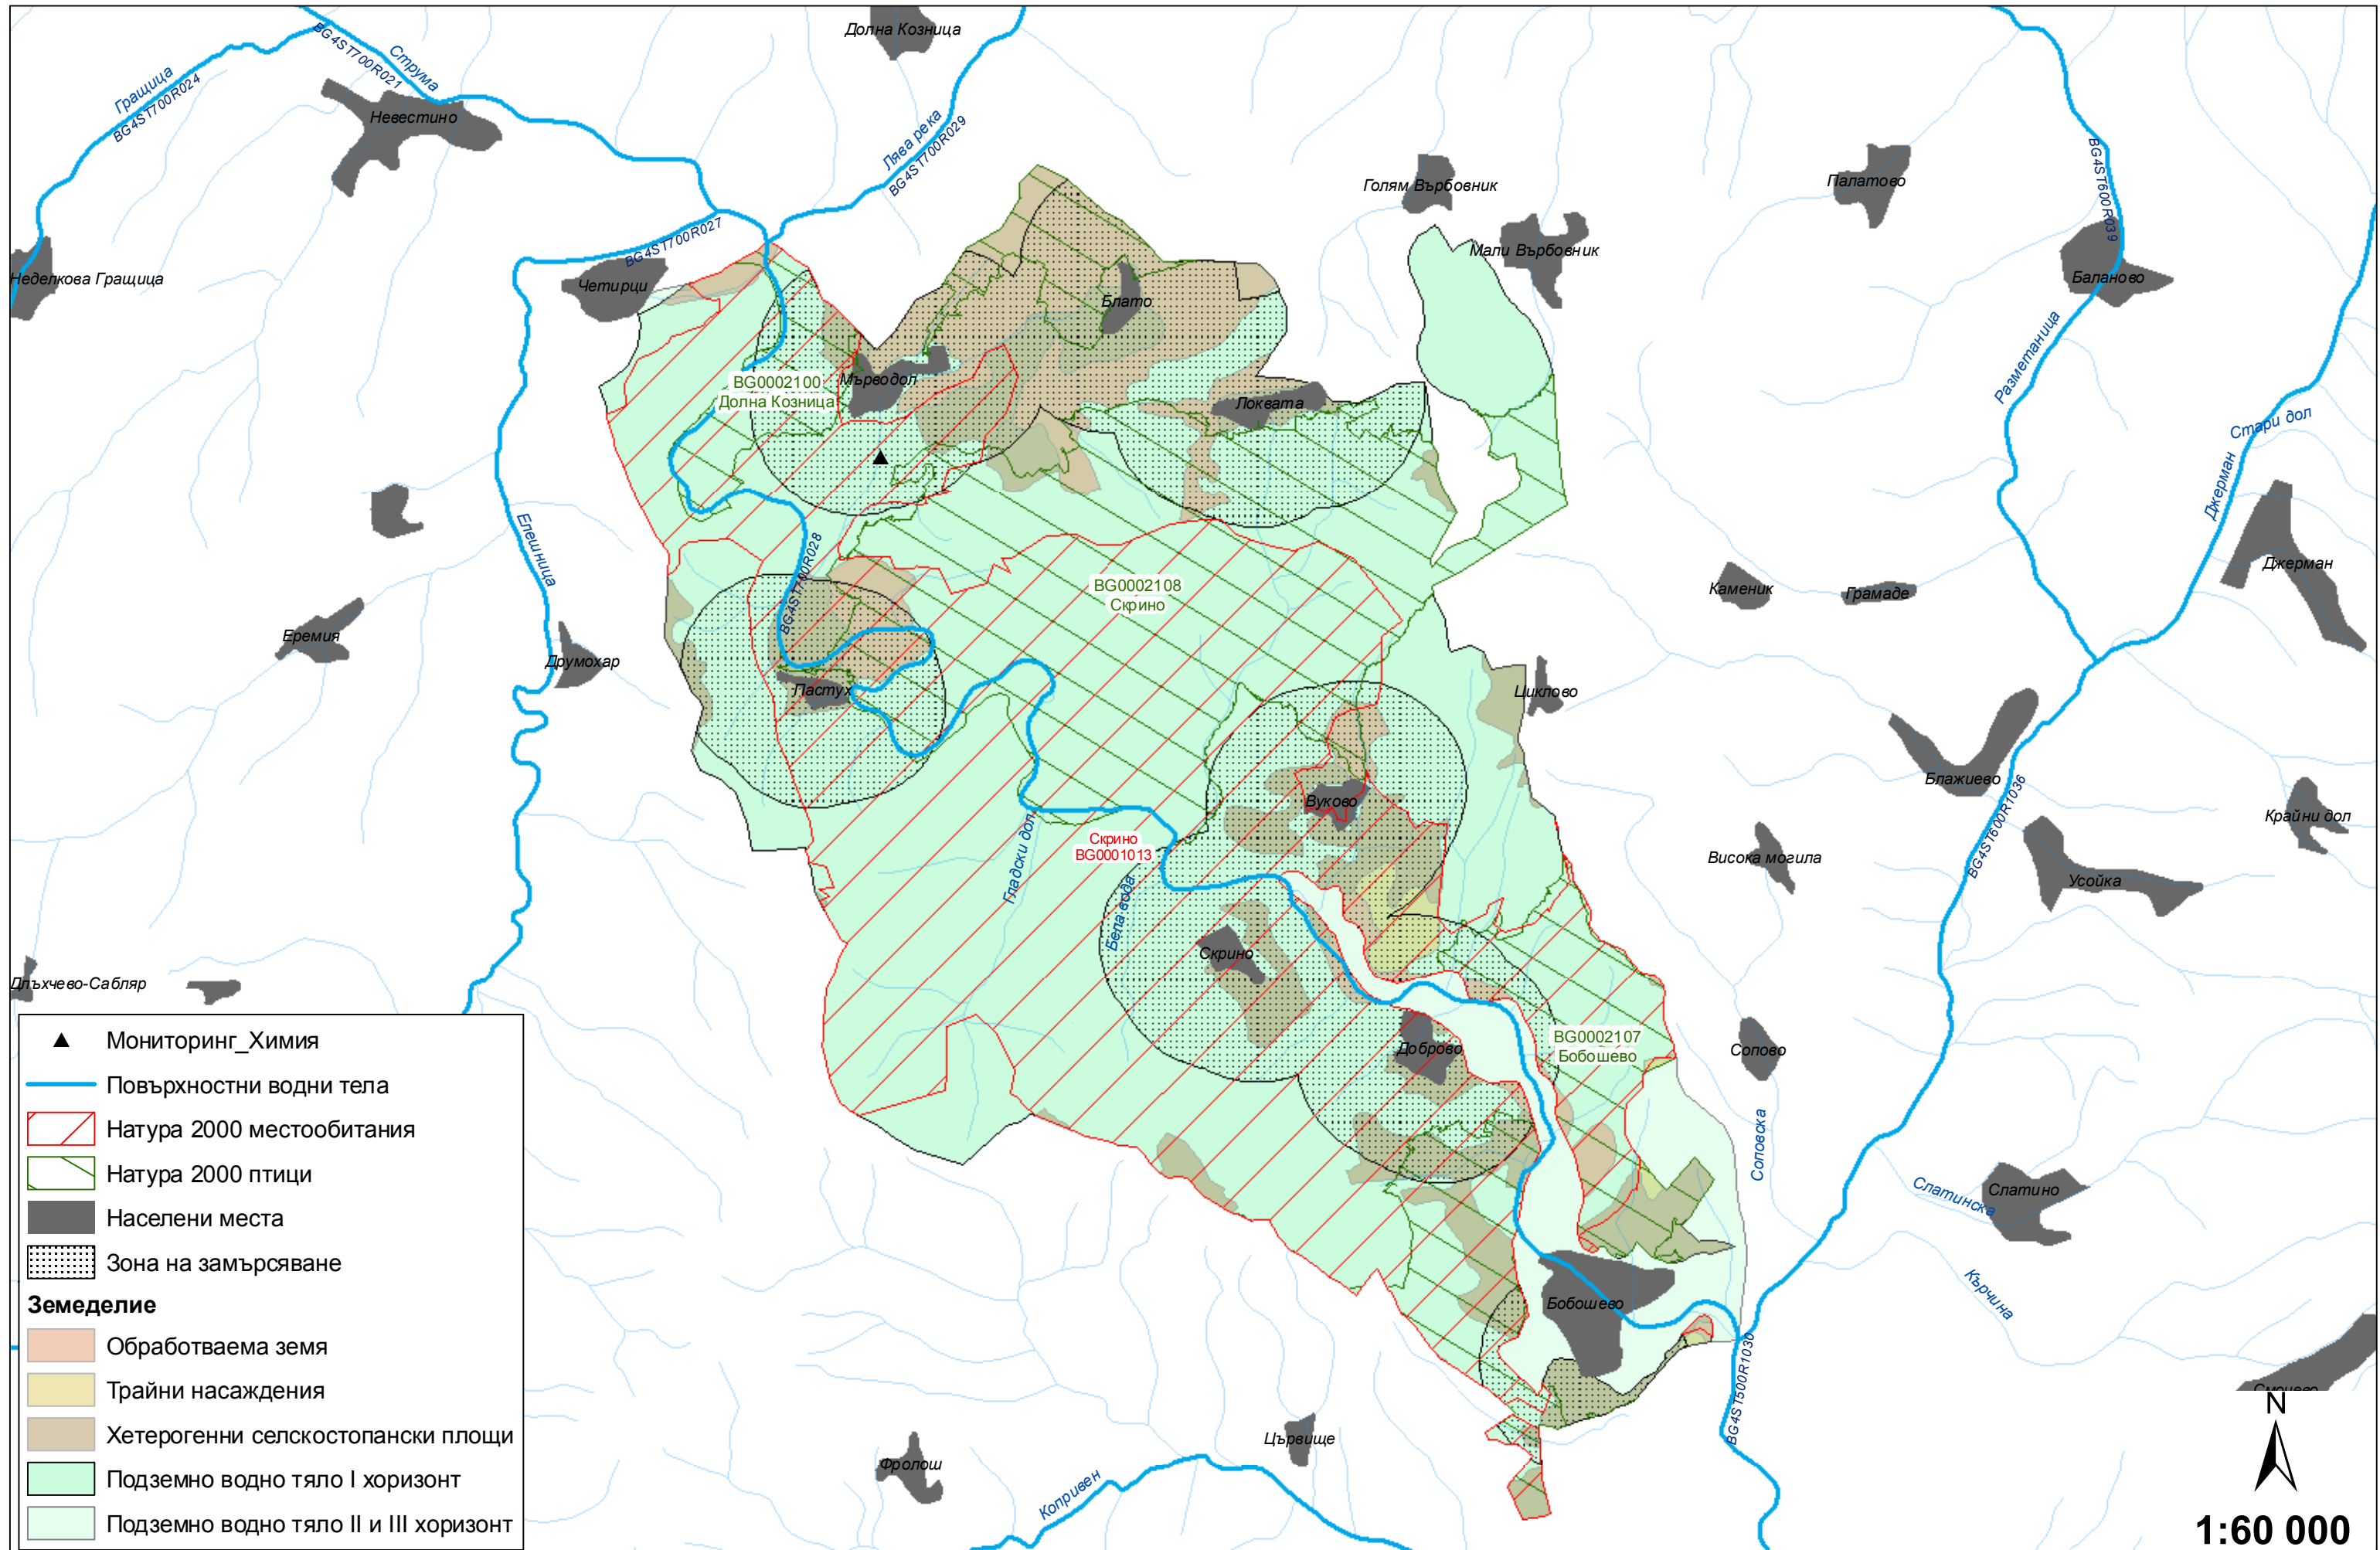 Долна Козница
BG4ST700R021
Струма
Гращица
BG4ST700R024
Невестино
Лява река
BG4ST700R029
Голям Върбовник
Палатово
BG4ST600R039
BG4ST700R027
Мали Върбовник
Неделкова Гращица
Четирци
Баланово
Блато
Разметаница
BG0002100
Долна Козница
Мърводол
Локвата
Стари дол
Джерман
Елешница
BG4ST700R028
Джерман
BG0002108
Скрино
Каменик
Грамаде
Еремия
Друмохар
Пастух
Циклово
Блажиево
Вуково
BG4ST600R1036
Крайни дол
Гладски дол
Скрино
BG0001013
Висока могила
Усойка
Бела вода
Скрино
Длъхчево-Сабляр
BG0002107
Бобошево
Доброво
Сопово
Соповска
Слатинска
Слатино
Кърчина
Бобошево
BG4ST500R1030
Цървище
Фролош
Копривен
Мониторинг_Химия
Повърхностни водни тела
Натура 2000 местообитания
Натура 2000 птици
Населени места
Зона на замърсяване
Земеделие
Обработваема земя
Трайни насаждения
Хетерогенни селскостопански площи
Подземно водно тяло I хоризонт
Подземно водно тяло II и III хоризонт
N
1:60 000